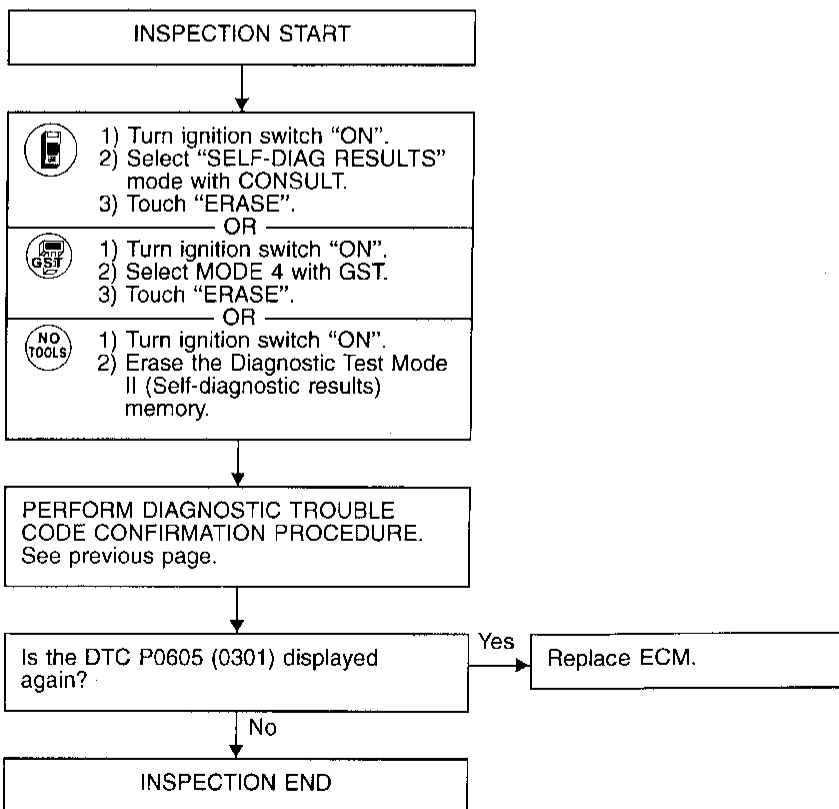 INSPECTION START
1) Turn ignition switch “ON”.
2) Select “SELF-DIAG RESULTS”
mode with CONSULT.
3) Touch “ERASE”.
OR
GST
1) Turn ignition switch “ON”.
2) Select MODE 4 with GST.
3) Touch “ERASE”.
OR
NO
TOOLS
1) Turn ignition switch “ON”.
2) Erase the Diagnostic Test Mode
II (Self-diagnostic results)
memory.
PERFORM DIAGNOSTIC TROUBLE
CODE CONFIRMATION PROCEDURE.
See previous page.
Is the DTC P0605 (0301) displayed
again?
Yes
Replace ECM.
No
INSPECTION END